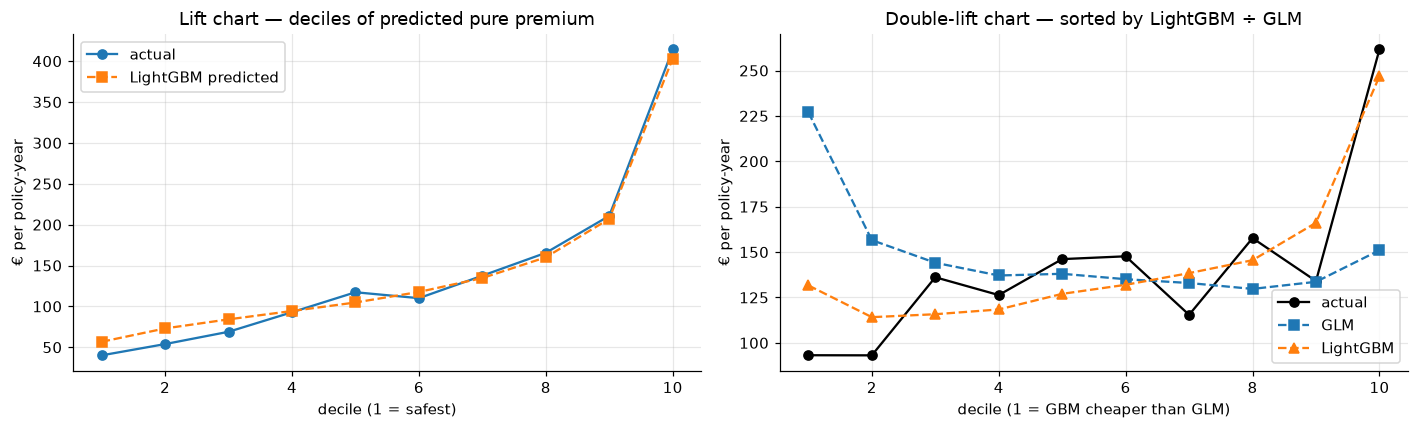 Lift chart — deciles of predicted pure premium
€ per policy-year
400
350
300
250
200
150
100
50
actual
LightGBM predicted
2
4
6
8
10
decile (1 = safest)
Double-lift chart — sorted by LightGBM ÷ GLM
€ per policy-year
250
225
200
175
150
125
100
actual
GLM
LightGBM
2
4
6
8
10
decile (1 = GBM cheaper than GLM)